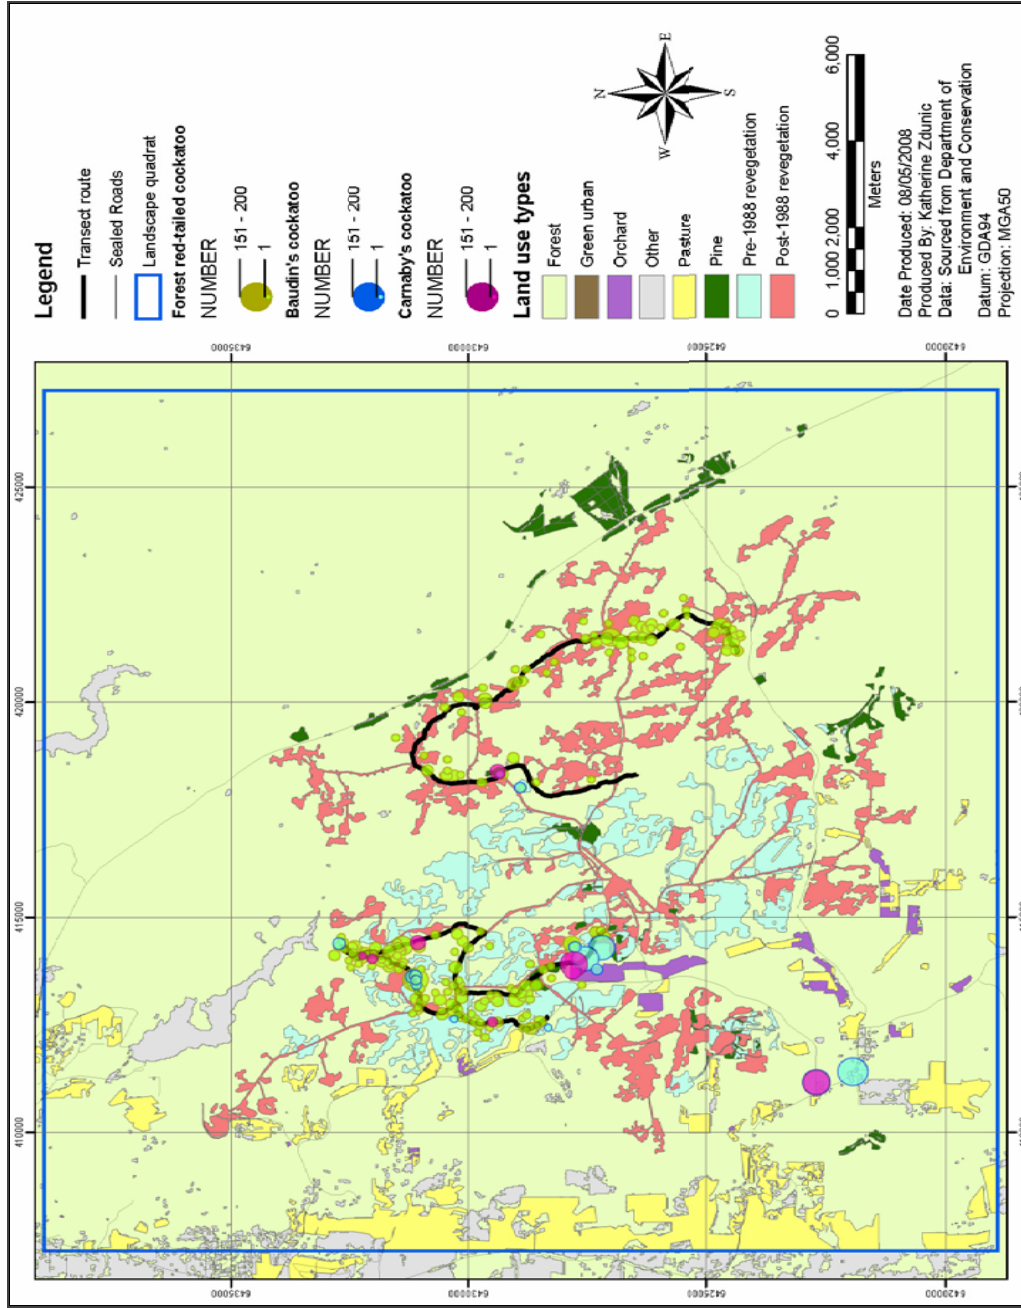 Legend
Transect route
Sealed Roads
Landscape quadrat
Forest red-tailed cockatoo
NUMBER
151 - 200
1
Baudin's cockatoo
NUMBER
151 - 200
1
Carnaby's cockatoo
NUMBER
151 - 200
1
Land use types
Forest
Green urban
Orchard
Other
Pasture
Pine
Pre-1988 revegetation
Post-1988 revegetation
N
E
S
W
0 1,000 2,000 4,000 6,000
Meters
Date Produced: 08/05/2008
Produced By: Katherine Zdunic
Data: Sourced from Department of
Environment and Conservation
Datum: GDA94
Projection: MGA50
410000
415000
420000
425000
6435000
6430000
6425000
6420000